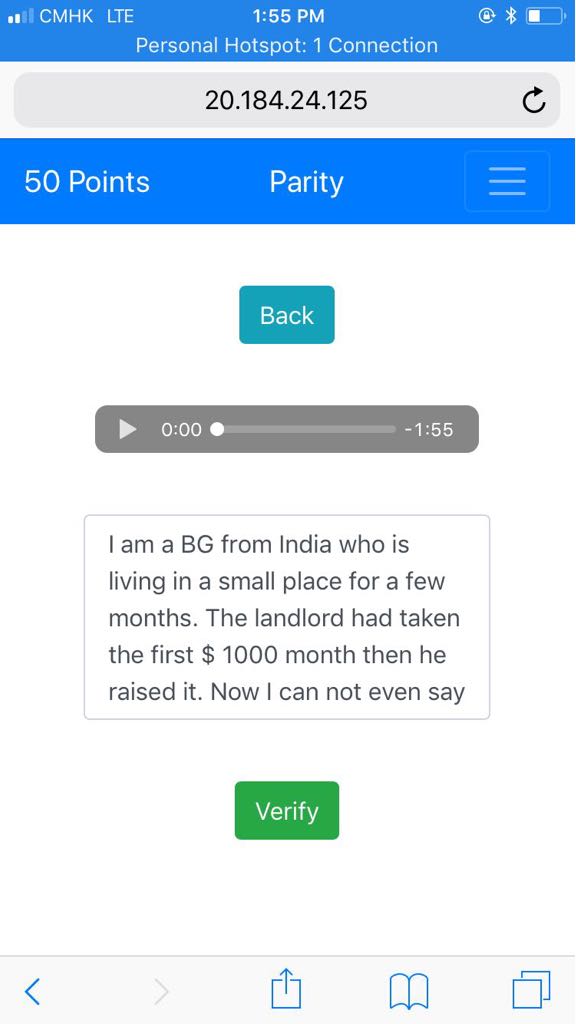 CMHK LTE 1:55 PM
Personal Hotspot: 1 Connection
20.184.24.125
50 Points Parity
Back
0:00 -1:55
I am a BG from India who is
living in a small place for a few
months. The landlord had taken
the first $ 1000 month then he
raised it. Now I can not even say
Verify